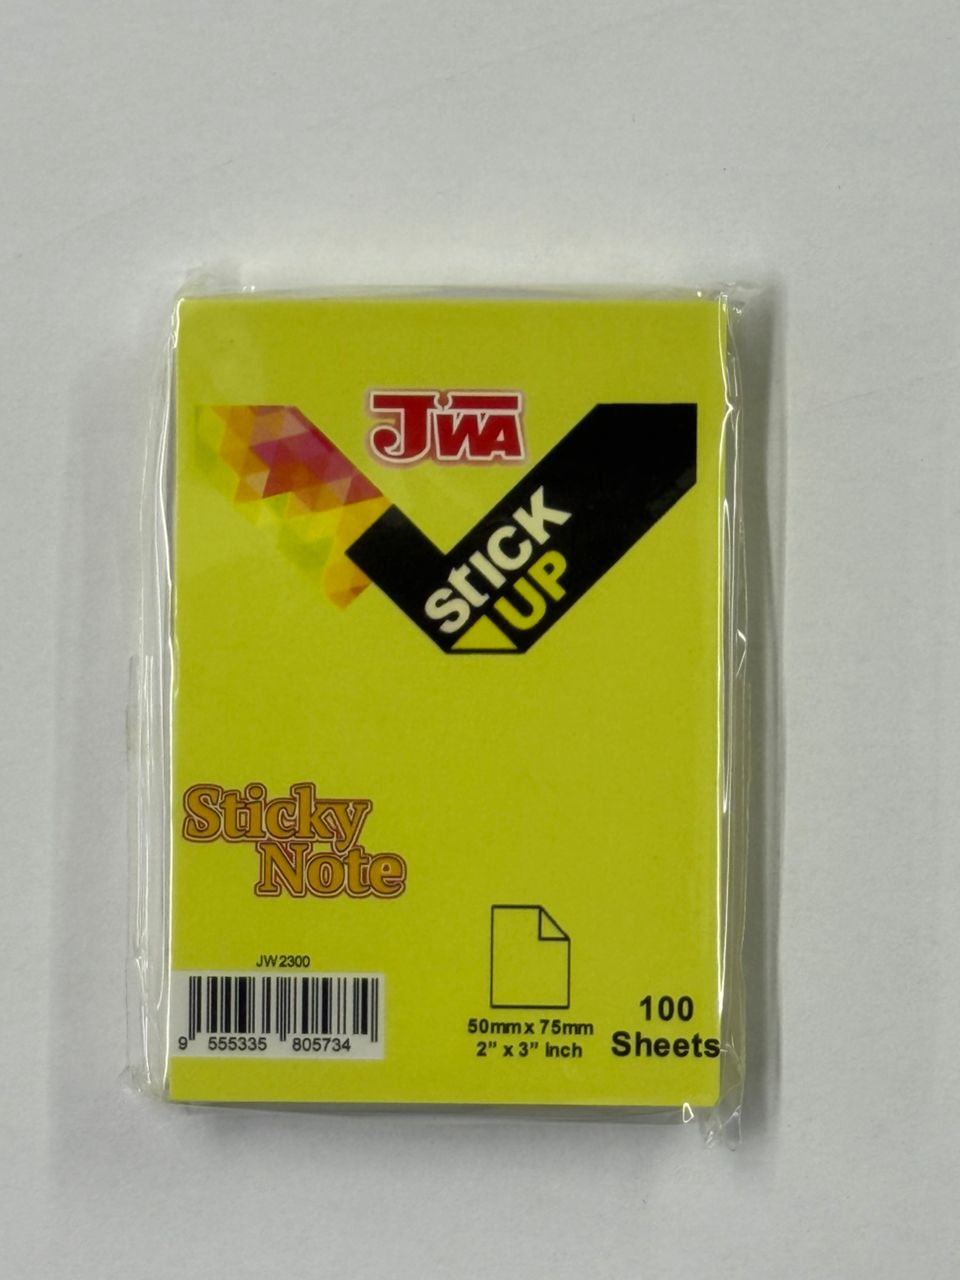 JWA
STICK
UP
Sticky
Note
JW2300
9 555335 805734
50mm x 75mm
2” x 3” Inch
100
Sheets